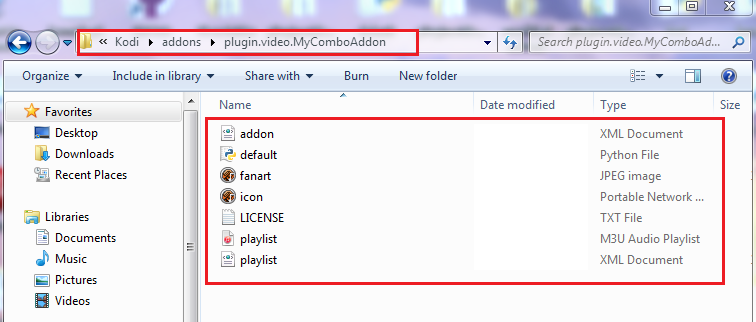 « Kodi addons plugin.video.MyComboAddon Search plugin.video.MyComboAd...
Organize Include in library Share with Burn New folder
Favorites
Desktop
Downloads
Recent Places
Libraries
Documents
Music
Pictures
Videos
Name Date modified Type Size
addon XML Document
default Python File
fanart JPEG image
icon Portable Network ...
LICENSE TXT File
playlist M3U Audio Playlist
playlist XML Document